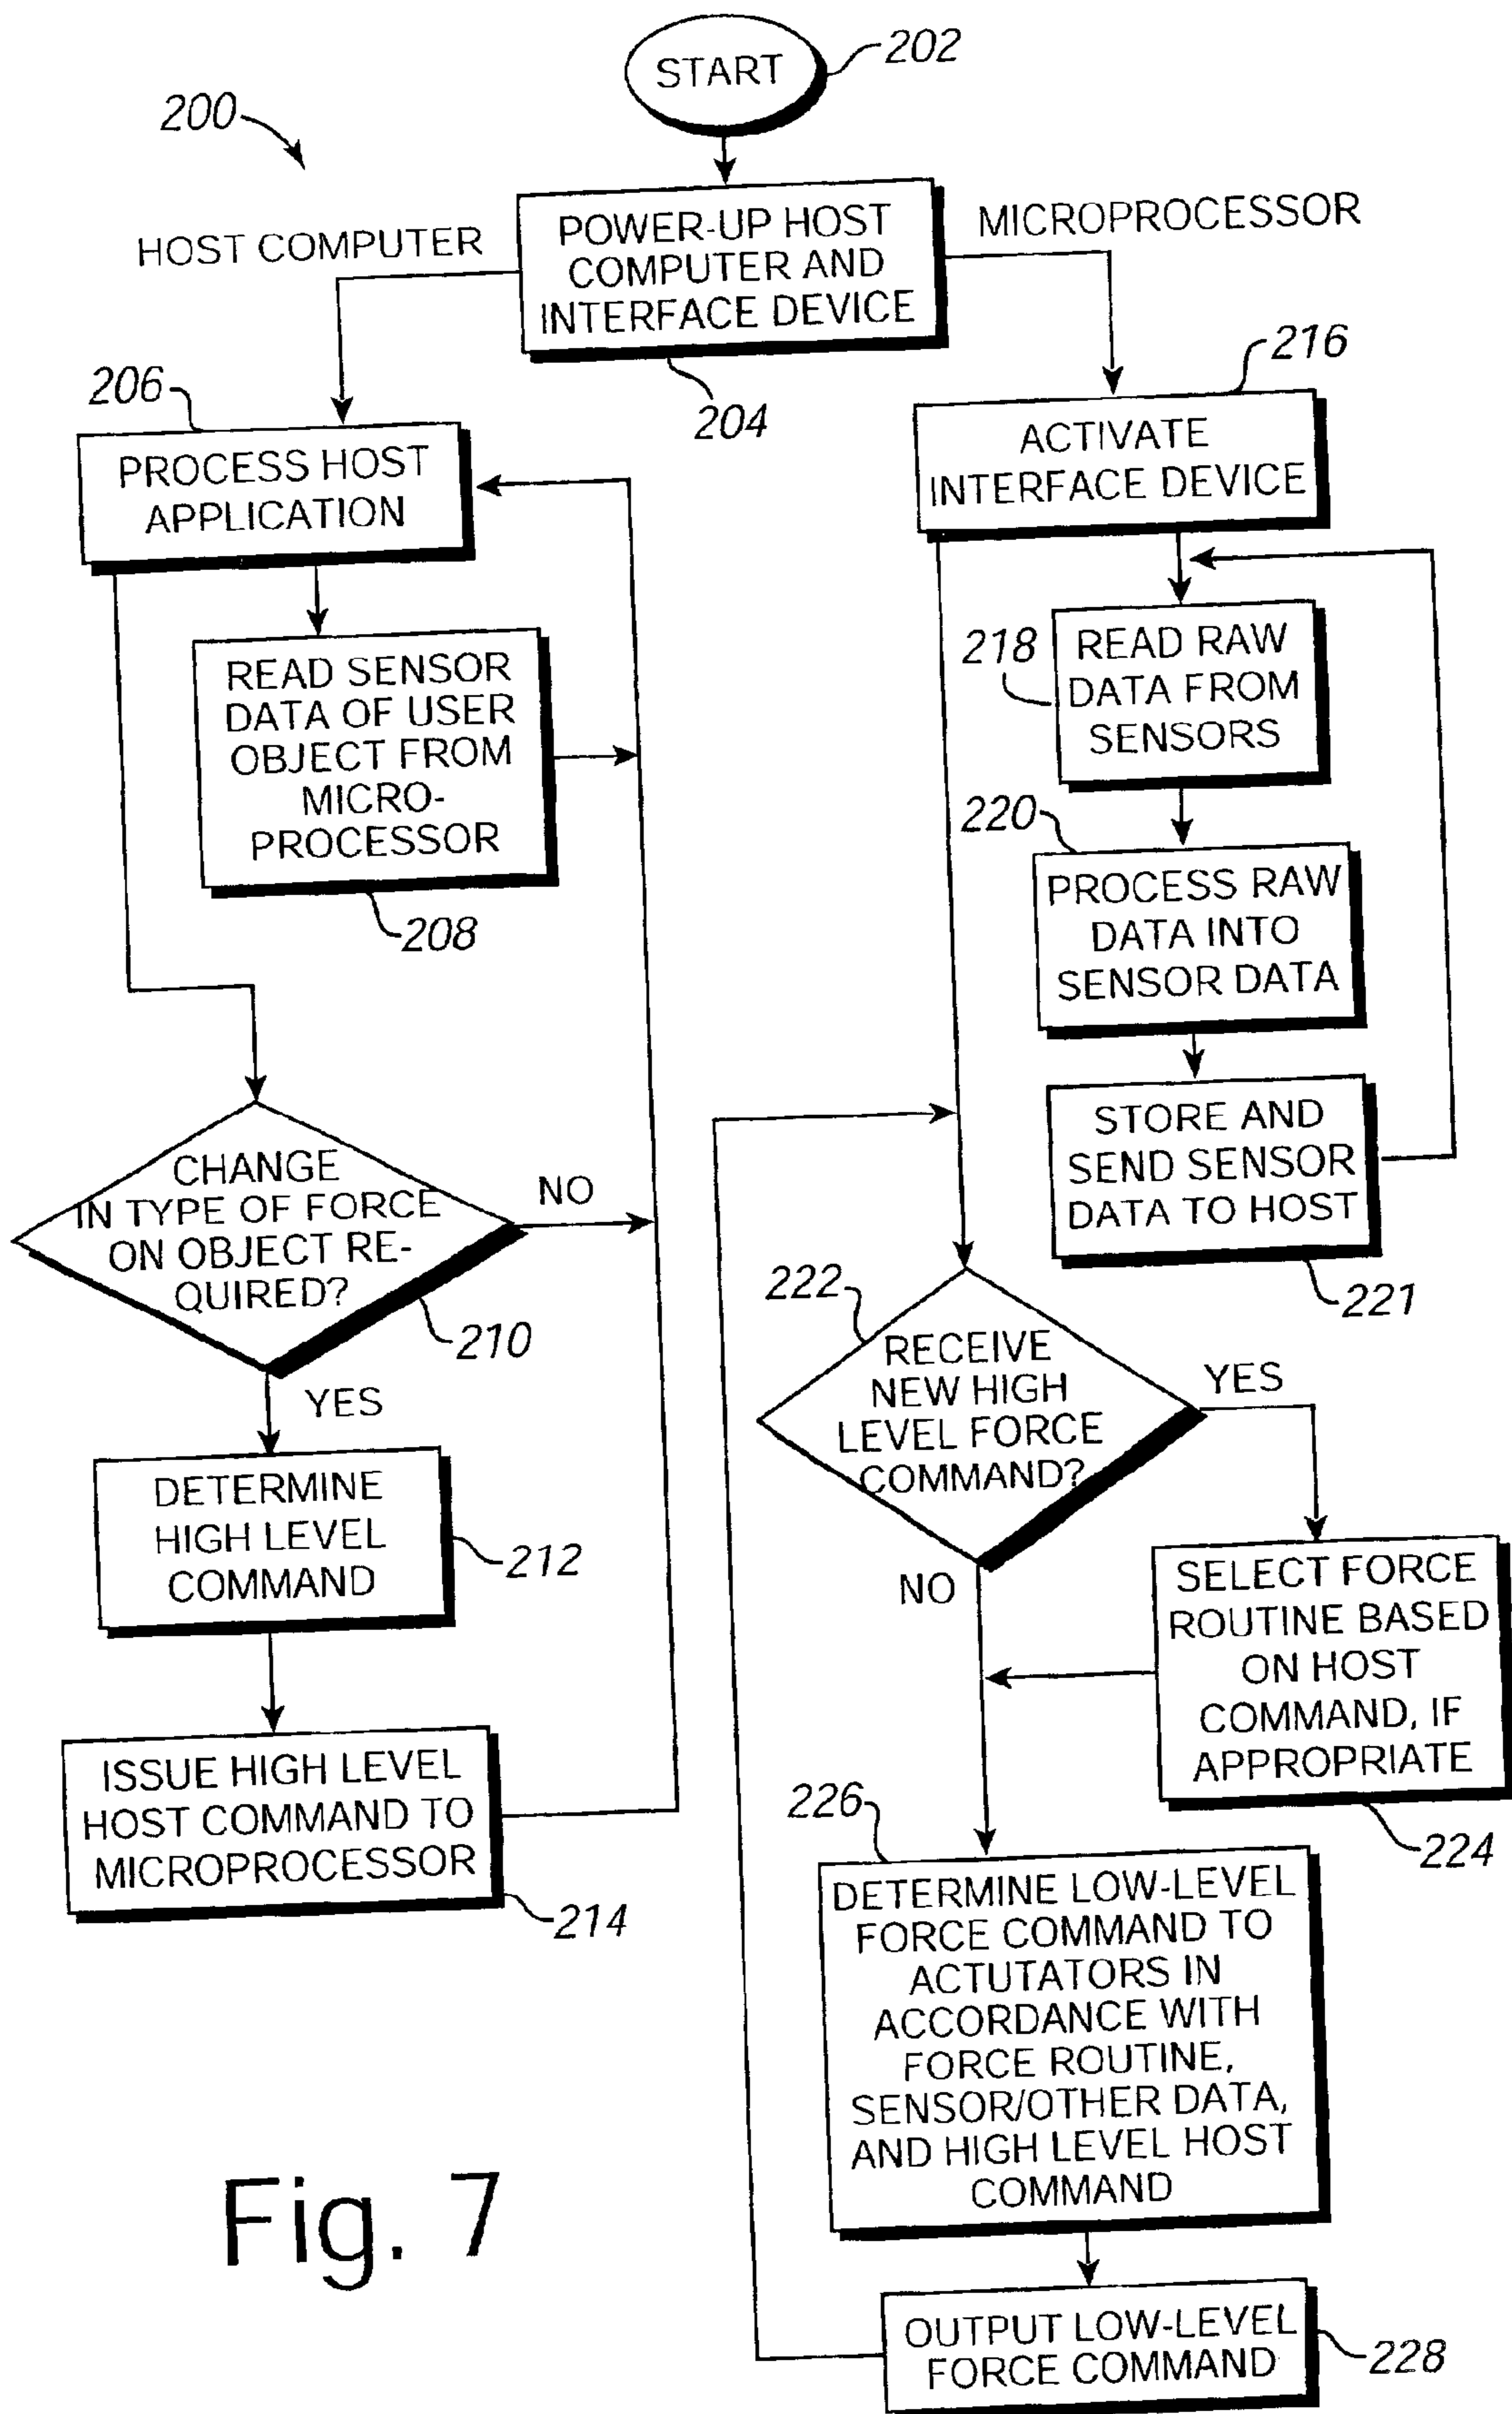 202
START
200
POWER-UP HOST
COMPUTER AND
INTERFACE DEVICE
204
HOST COMPUTER
MICROPROCESSOR
206
PROCESS HOST
APPLICATION
READ SENSOR
DATA OF USER
OBJECT FROM
MICRO-
PROCESSOR
208
CHANGE
IN TYPE OF FORCE
ON OBJECT RE-
QUIRED?
NO
210
YES
DETERMINE
HIGH LEVEL
COMMAND
212
ISSUE HIGH LEVEL
HOST COMMAND TO
MICROPROCESSOR
214
216
ACTIVATE
INTERFACE DEVICE
218
READ RAW
DATA FROM
SENSORS
220
PROCESS RAW
DATA INTO
SENSOR DATA
STORE AND
SEND SENSOR
DATA TO HOST
221
222
RECEIVE
NEW HIGH
LEVEL FORCE
COMMAND?
YES
NO
SELECT FORCE
ROUTINE BASED
ON HOST
COMMAND, IF
APPROPRIATE
224
226
DETERMINE LOW-LEVEL
FORCE COMMAND TO
ACTUTATORS IN
ACCORDANCE WITH
FORCE ROUTINE,
SENSOR/OTHER DATA,
AND HIGH LEVEL HOST
COMMAND
OUTPUT LOW-LEVEL
FORCE COMMAND
228
Fig. 7